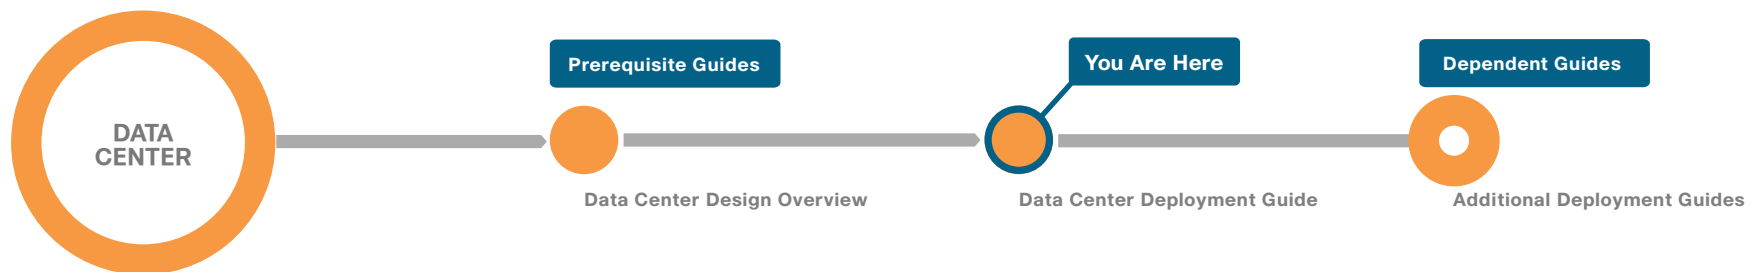 DATA
CENTER
Prerequisite Guides
Data Center Design Overview
You Are Here
Data Center Deployment Guide
Dependent Guides
Additional Deployment Guides